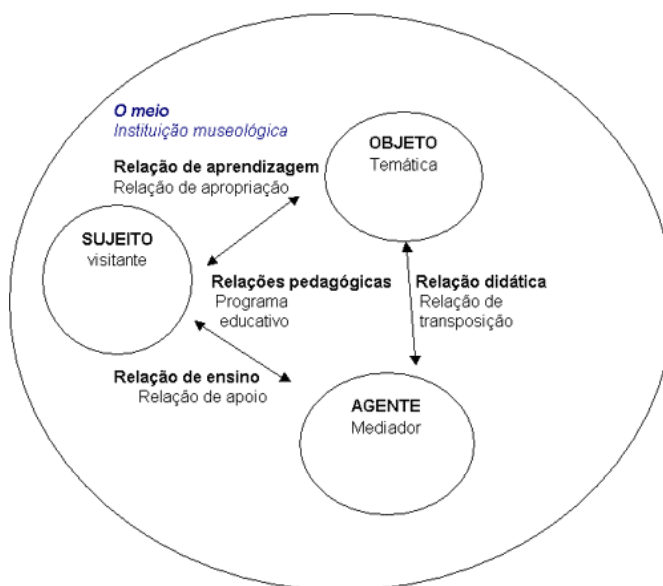 O meio
Instituição museológica
OBJETO
Temática
Relação de aprendizagem
Relação de apropriação
SUJEITO
visitante
Relações pedagógicas
Programa
educativo
Relação didática
Relação de
transposição
Relação de ensino
Relação de apoio
AGENTE
Mediador